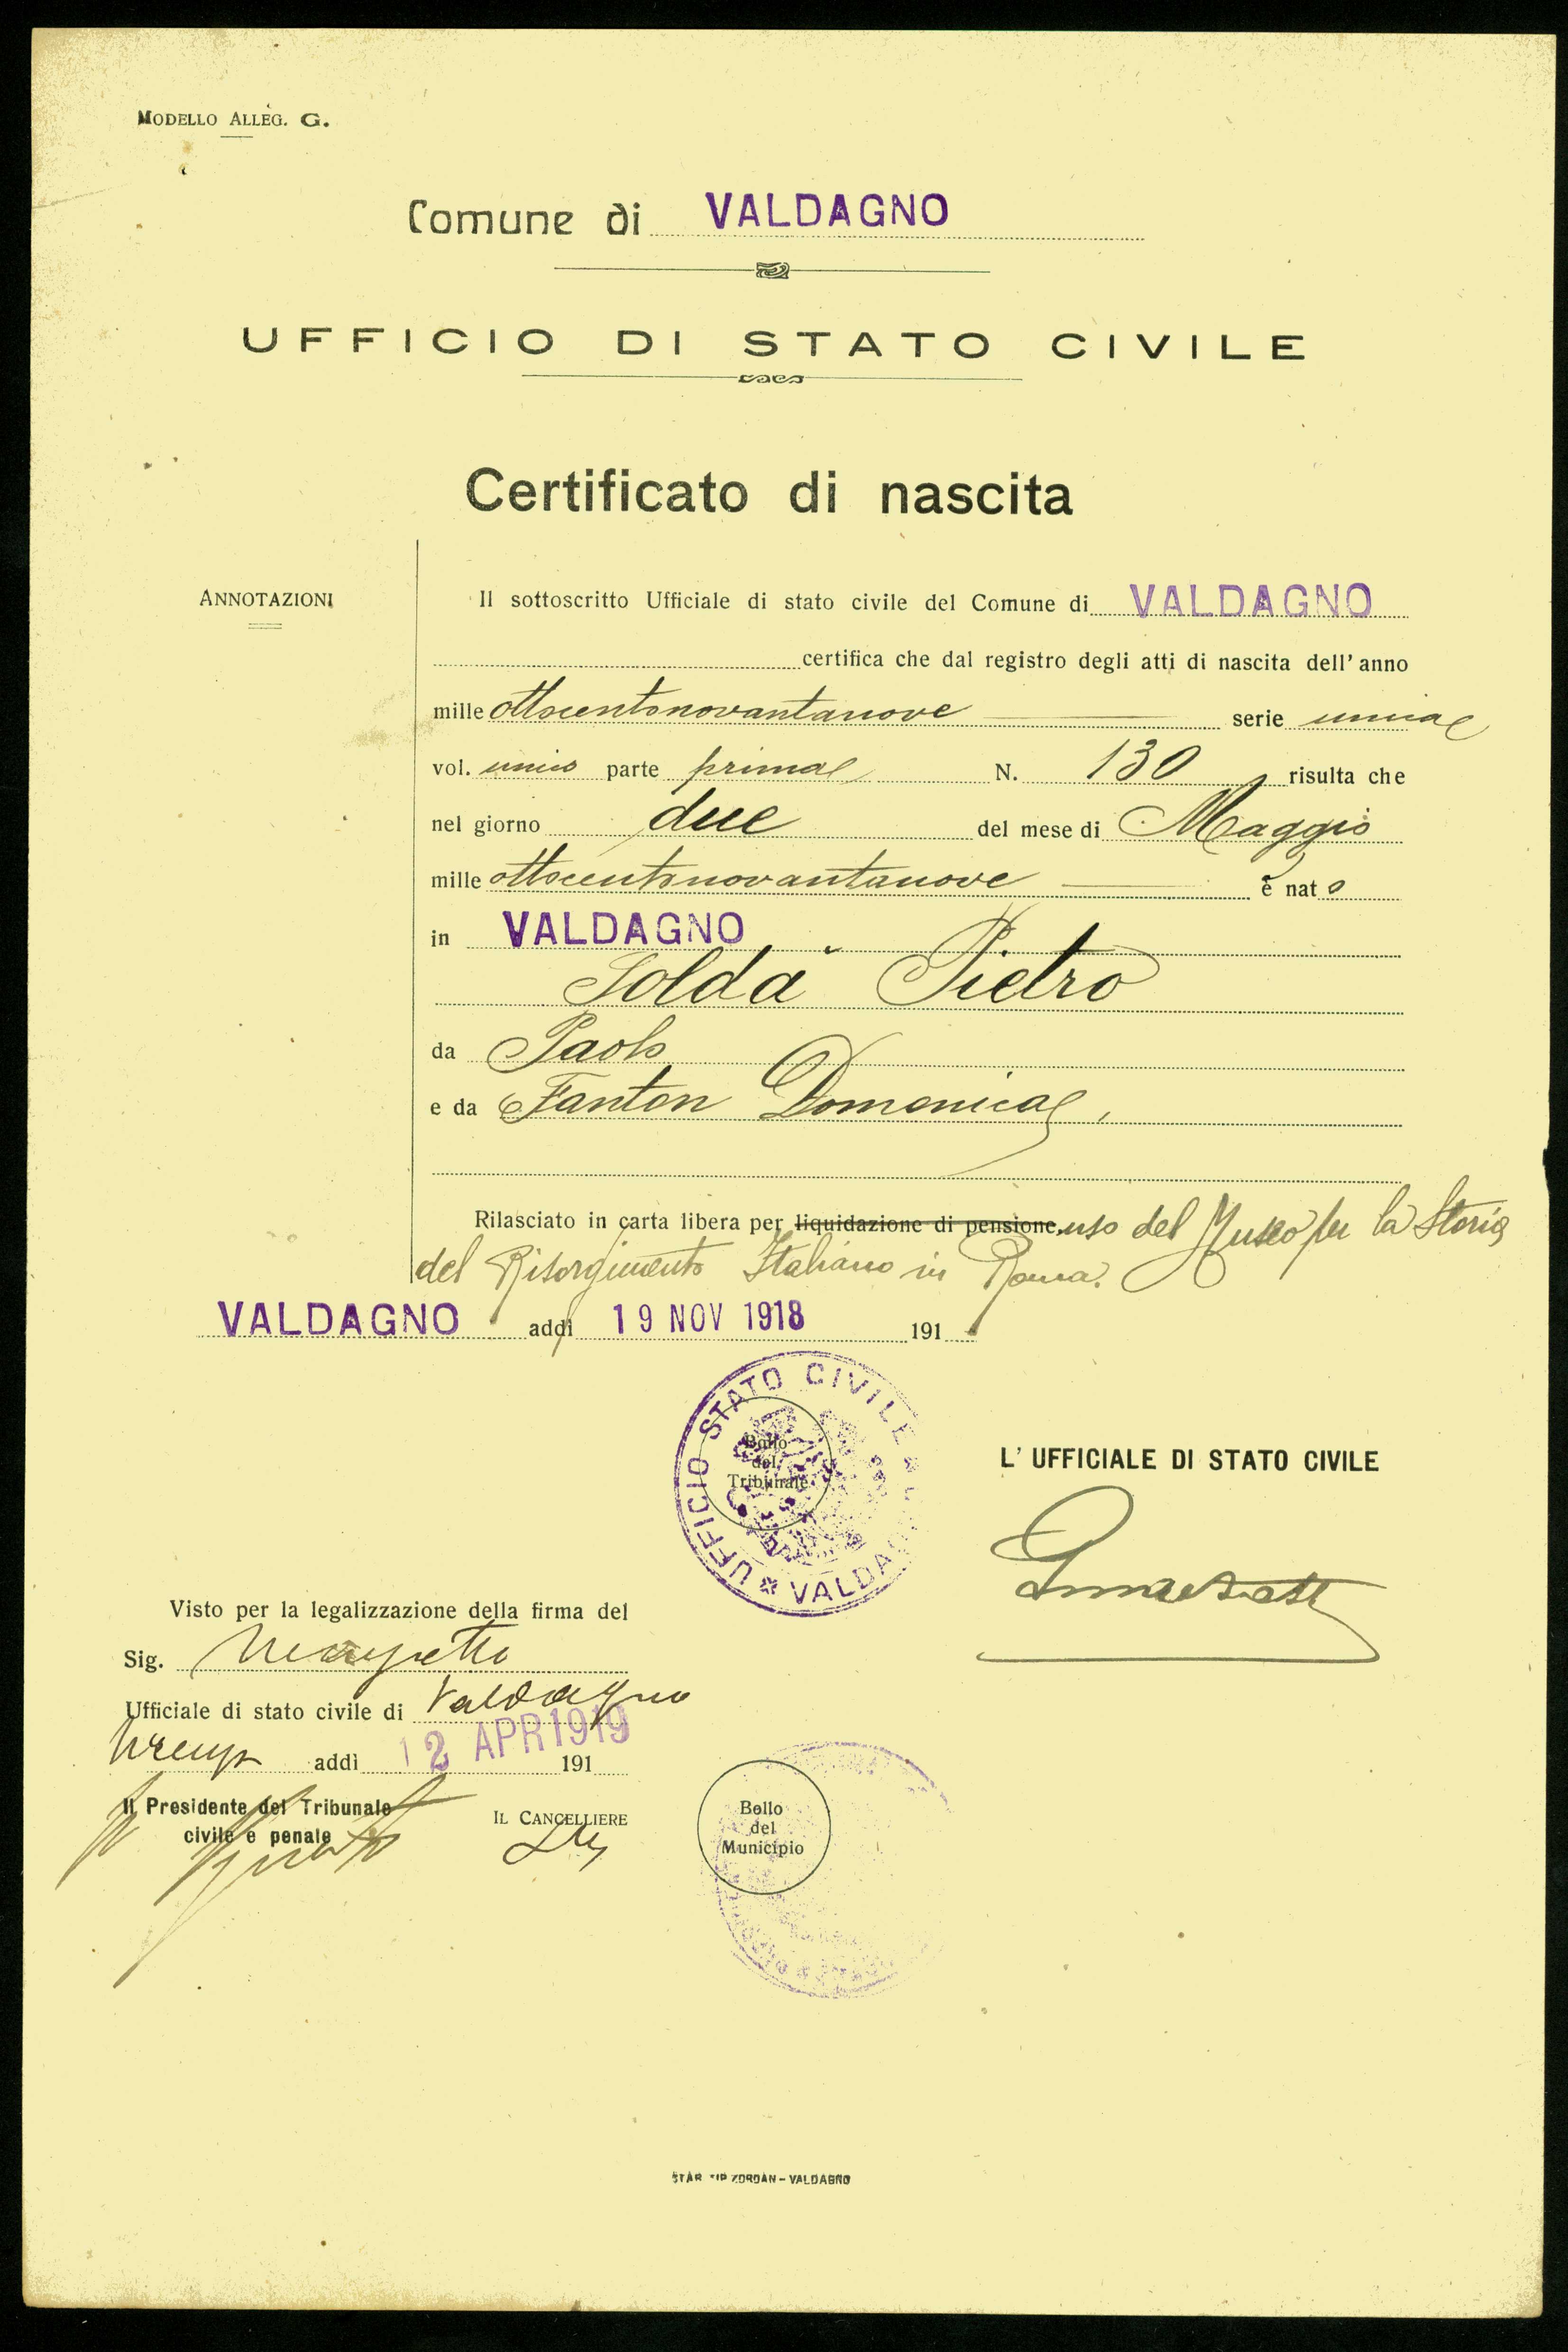 MODELLO ALLEG. G.
Comune di VALDAGNO
UFFICIO DI STATO CIVILE
Certificato di nascita
ANNOTAZIONI
Il sottoscritto Ufficiale di stato civile del Comune di VALDAGNO
certifica che dal registro degli atti di nascita dell'anno
mille ottocentonovantanove serie unica
vol. unico parte prima N. 130 risulta che
nel giorno due del mese di Maggio
mille ottocentonovantanove è nato
in VALDAGNO
Soldà Pietro
da Paolo
e da Fanton Domenica,
Rilasciato in carta libera per liquidazione di pensione, uso del Museo per la Storia
del Risorgimento Italiano in Roma.
VALDAGNO addì 19 NOV 1918 191
UFFICIO STATO CIVILE
VALDAGNO
Bollo
del
Tribunale
L'UFFICIALE DI STATO CIVILE
Visto per la legalizzazione della firma del
Sig.
Ufficiale di stato civile di Valdagno
addì 12 APR 1919 191
Il Presidente del Tribunale
civile e penale
IL CANCELLIERE
Bollo
del
Municipio
ZORDAN - VALDAGNO